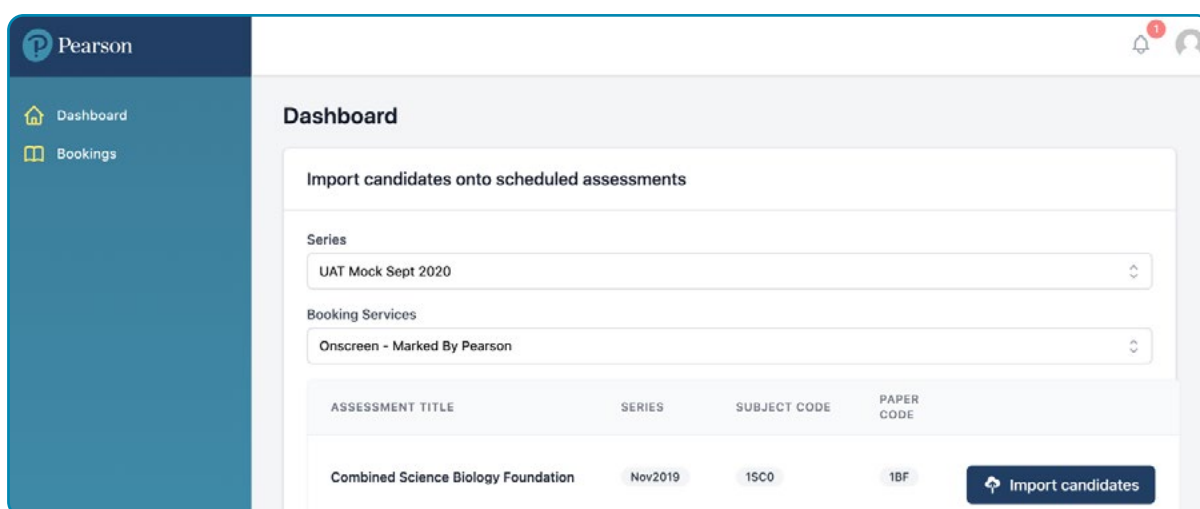 Pearson
1
Dashboard
Bookings
Dashboard
Import candidates onto scheduled assessments
Series
UAT Mock Sept 2020
Booking Services
Onscreen - Marked By Pearson
ASSESSMENT TITLE SERIES SUBJECT CODE PAPER CODE
Combined Science Biology Foundation Nov2019 1SC0 1BF Import candidates